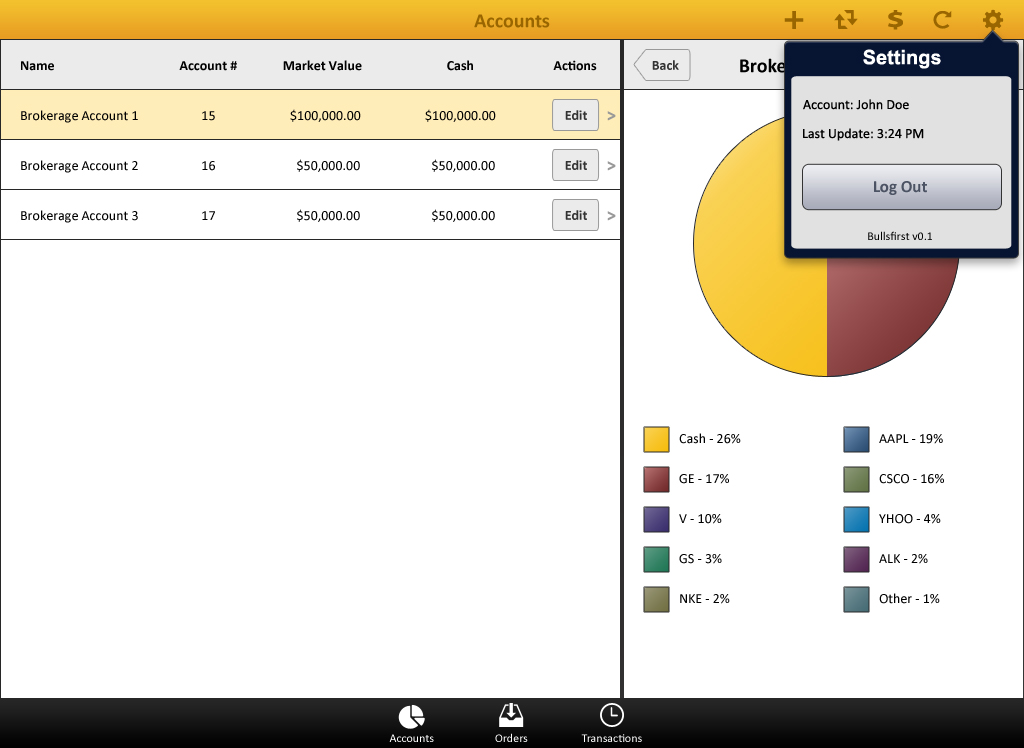 Accounts
Name Account # Market Value Cash Actions
Brokerage Account 1 15 $100,000.00 $100,000.00 Edit >
Brokerage Account 2 16 $50,000.00 $50,000.00 Edit >
Brokerage Account 3 17 $50,000.00 $50,000.00 Edit >
Back
Settings
Account: John Doe
Last Update: 3:24 PM
Log Out
Bullsfirst v0.1
Cash - 26% AAPL - 19%
GE - 17% CSCO - 16%
V - 10% YHOO - 4%
GS - 3% ALK - 2%
NKE - 2% Other - 1%
Accounts Orders Transactions